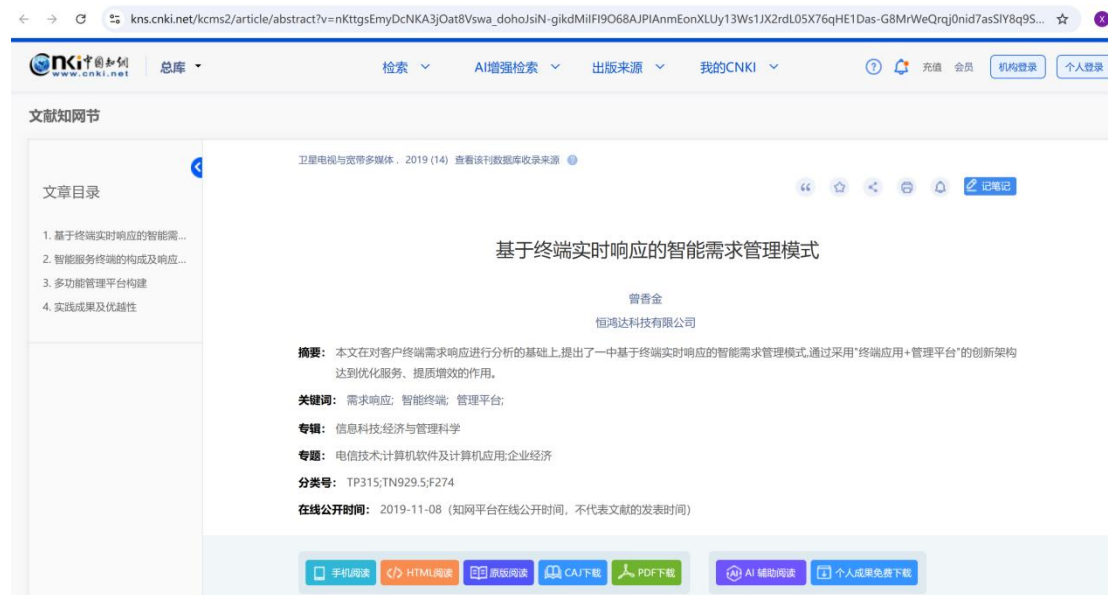 kns.cnki.net/kcms2/article/abstract?v=nKttgsEmyDcNKA3jOat8Vswa_dohoJsiN-gikdMiIFI9O68AJPIAnmEonXLUy13Ws1JX2rdL05X76qHE1Das-G8MrWeQrqj0nid7asSlY8q9S...
X
CNKi中国知网
www.cnki.net
总库
检索
AI增强检索
出版来源
我的CNKI
充值
会员
机构登录
个人登录
文献知网节
文章目录
1. 基于终端实时响应的智能需...
2. 智能服务终端的构成及响应...
3. 多功能管理平台构建
4. 实践成果及优越性
卫星电视与宽带多媒体 . 2019 (14) 查看该刊数据库收录来源
记笔记
基于终端实时响应的智能需求管理模式
曾香金
恒鸿达科技有限公司
摘要： 本文在对客户终端需求响应进行分析的基础上,提出了一中基于终端实时响应的智能需求管理模式,通过采用"终端应用+管理平台"的创新架构
达到优化服务、提质增效的作用。
关键词： 需求响应; 智能终端; 管理平台;
专辑： 信息科技;经济与管理科学
专题： 电信技术;计算机软件及计算机应用;企业经济
分类号： TP315;TN929.5;F274
在线公开时间： 2019-11-08（知网平台在线公开时间，不代表文献的发表时间）
手机阅读
HTML阅读
原版阅读
CAJ下载
PDF下载
AI 辅助阅读
个人成果免费下载